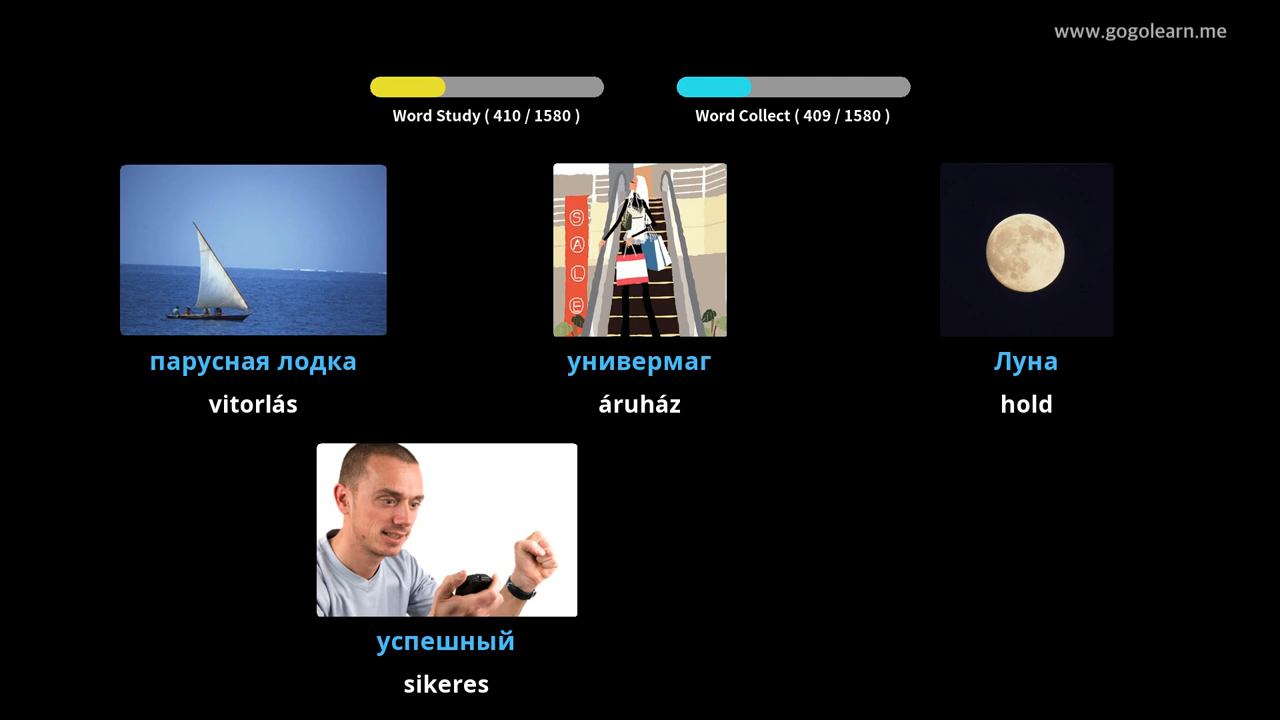 www.gogolearn.me
Word Study ( 410 / 1580 )
Word Collect ( 409 / 1580 )
SALE
парусная лодка
vitorlás
универмаг
áruház
Луна
hold
успешный
sikeres